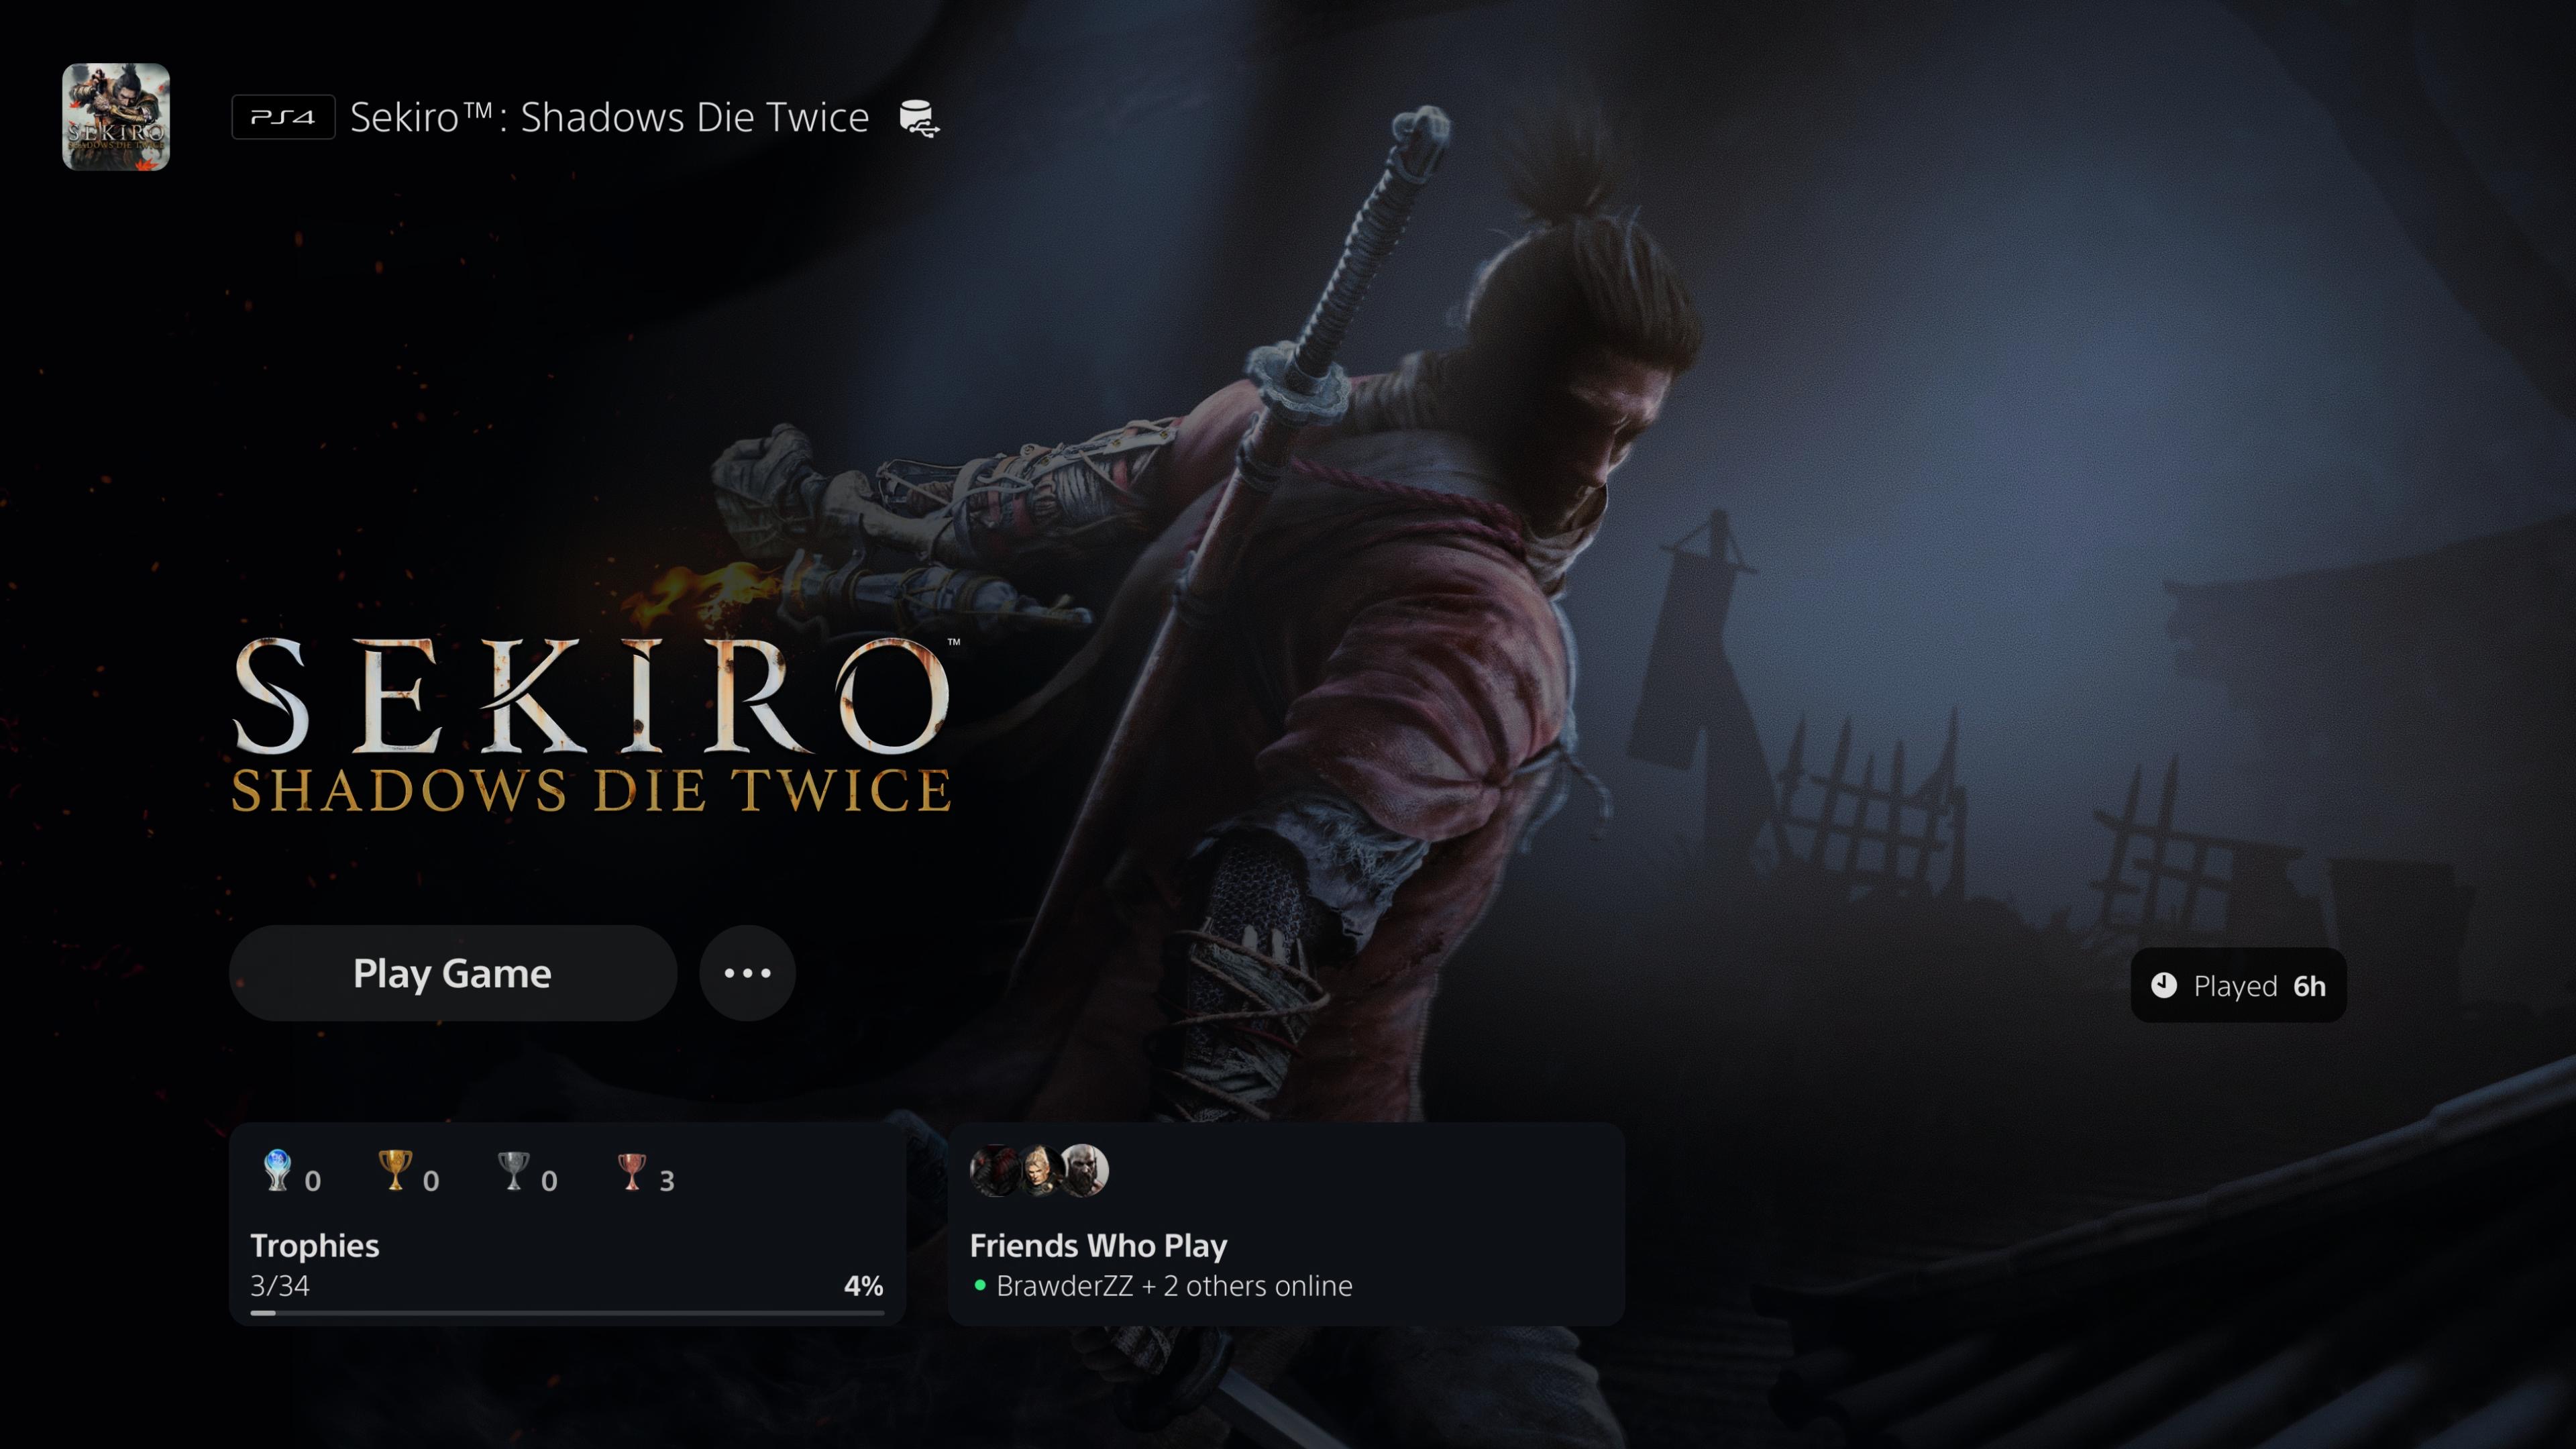 SEKIRO
SHADOWS DIE TWICE
PS4 Sekiro™: Shadows Die Twice
SEKIRO™
SHADOWS DIE TWICE
Play Game
Played 6h
0 0 0 3
Trophies
3/34 4%
Friends Who Play
BrawderZZ + 2 others online